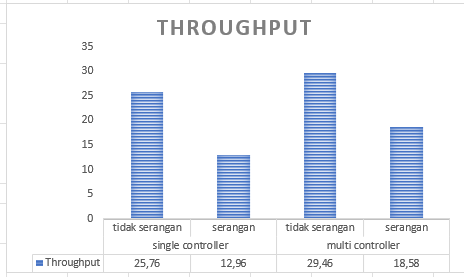 THROUGHPUT
35
30
25
20
15
10
5
0
tidak serangan serangan tidak serangan serangan
single controller multi controller
Throughput 25,76 12,96 29,46 18,58